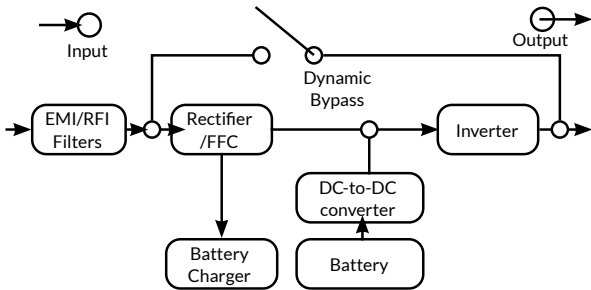 Input
Output
Dynamic
Bypass
EMI/RFI
Filters
Rectifier
/FFC
Inverter
DC-to-DC
converter
Battery
Charger
Battery